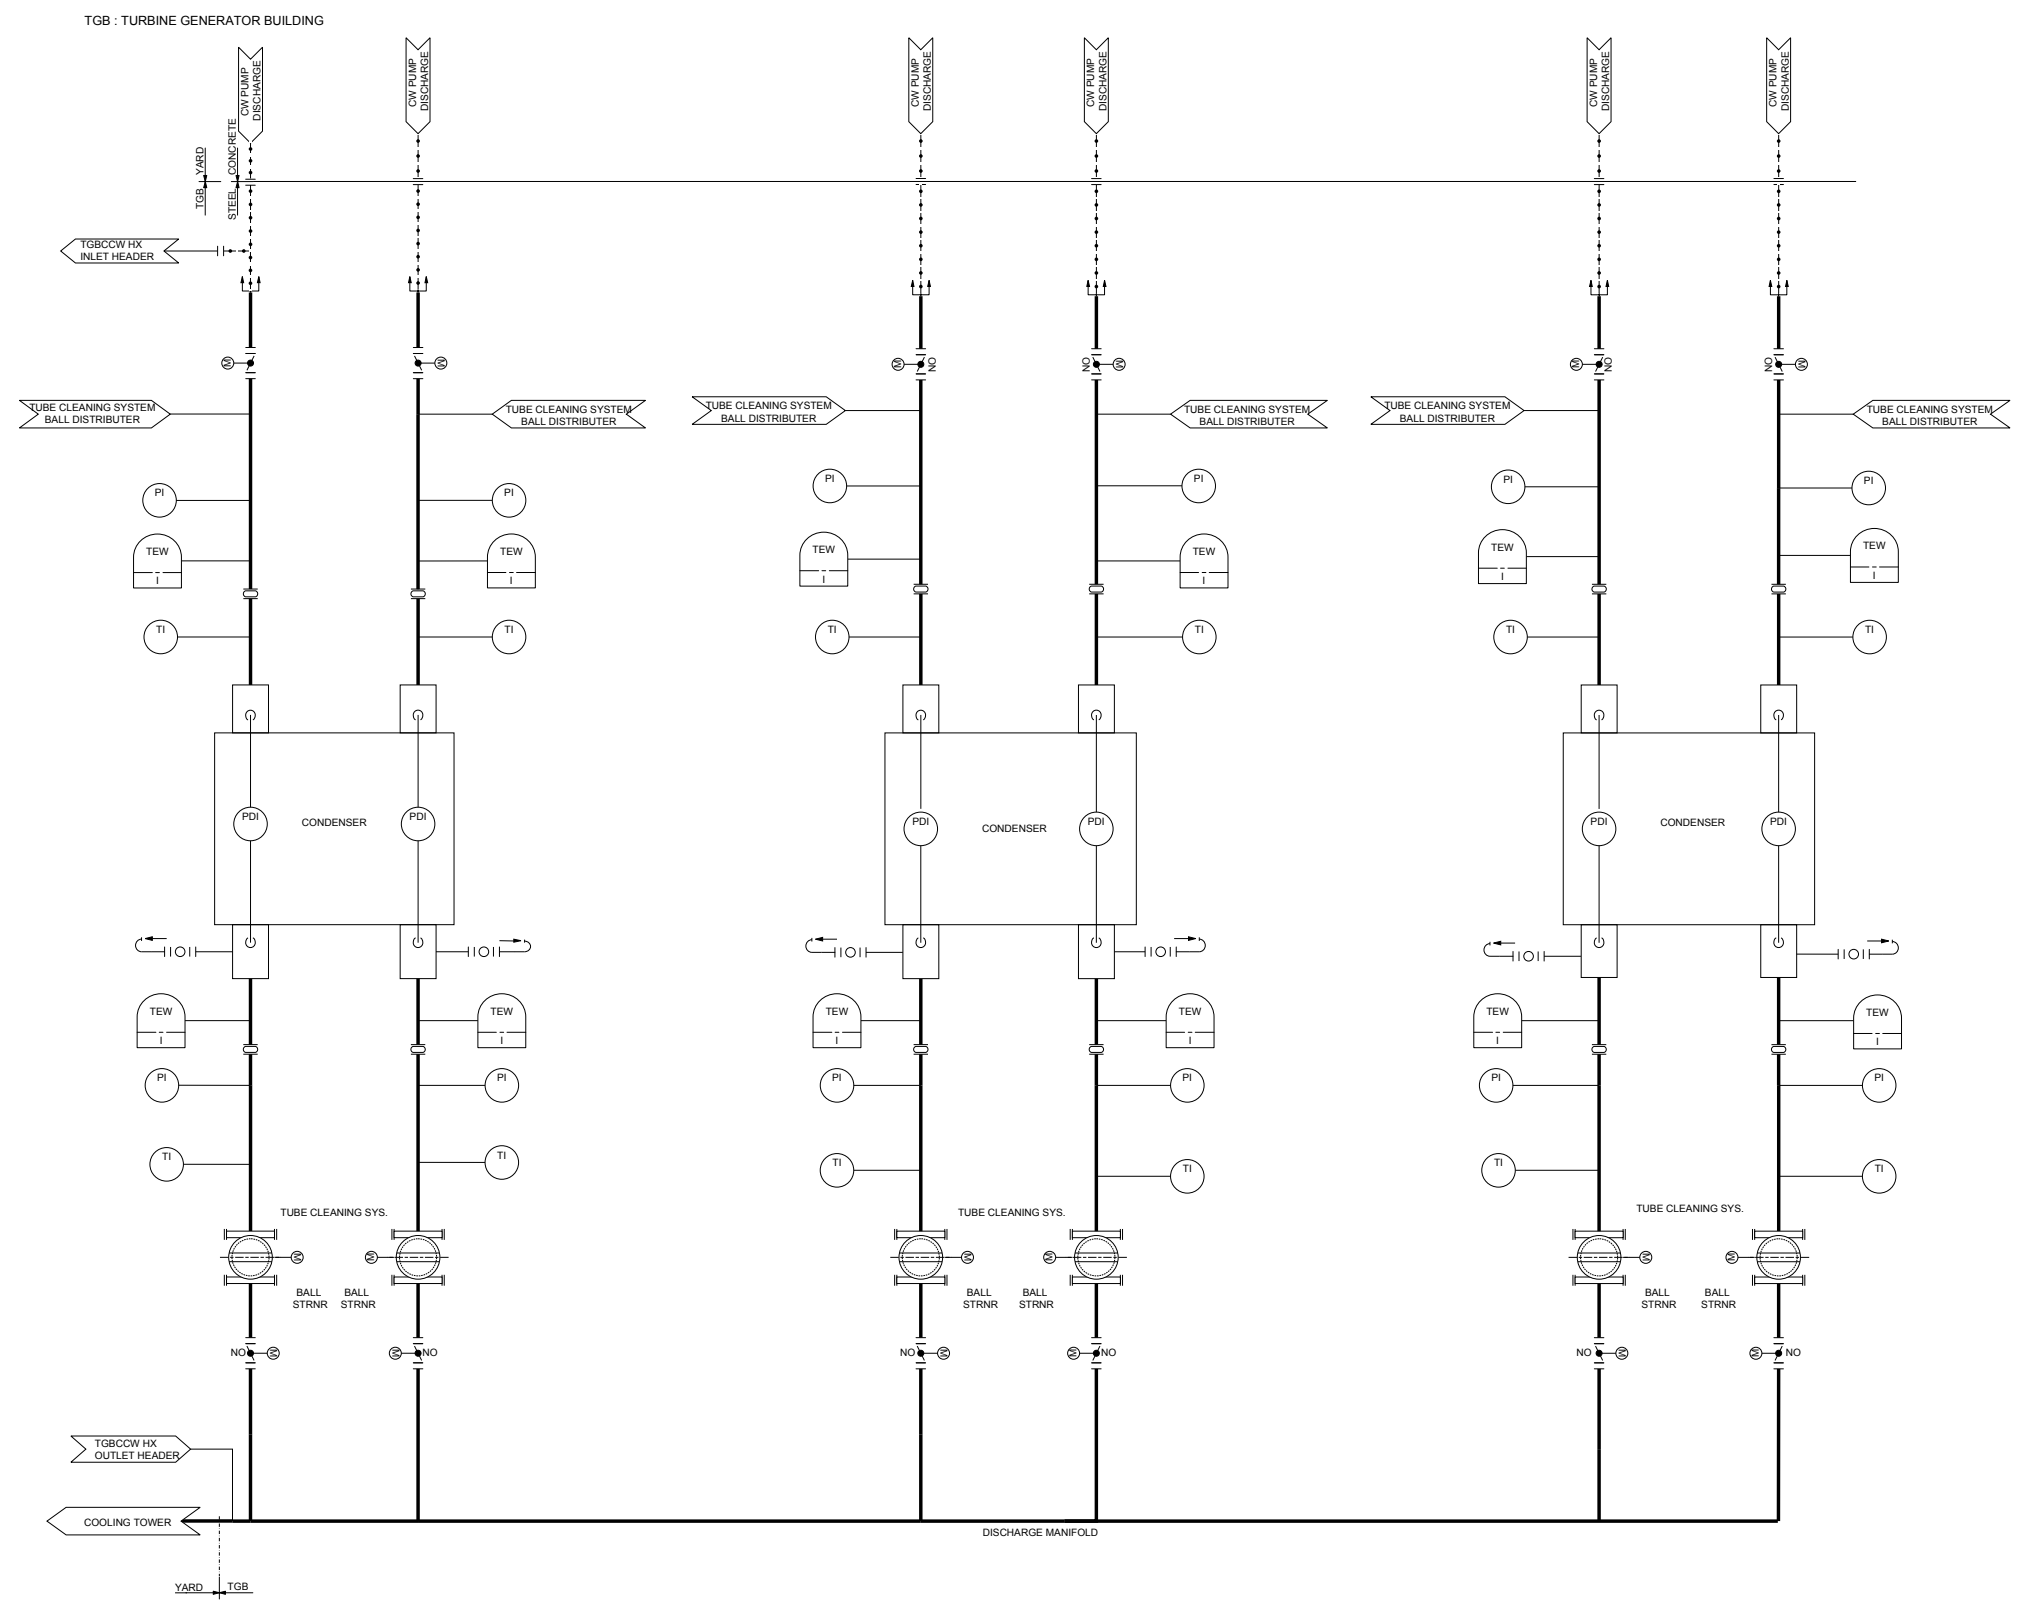 TGB : TURBINE GENERATOR BUILDING
CW PUMP
DISCHARGE
CW PUMP
DISCHARGE
CW PUMP
DISCHARGE
CW PUMP
DISCHARGE
CW PUMP
DISCHARGE
CW PUMP
DISCHARGE
YARD
TGB
CONCRETE
STEEL
TGBCCW HX
INLET HEADER
M
M
M
NO
NO
M
M
NO
NO
M
TUBE CLEANING SYSTEM
BALL DISTRIBUTER
TUBE CLEANING SYSTEM
BALL DISTRIBUTER
TUBE CLEANING SYSTEM
BALL DISTRIBUTER
TUBE CLEANING SYSTEM
BALL DISTRIBUTER
TUBE CLEANING SYSTEM
BALL DISTRIBUTER
TUBE CLEANING SYSTEM
BALL DISTRIBUTER
PI
PI
PI
PI
PI
PI
TEW
I
TEW
I
TEW
I
TEW
I
TEW
I
TEW
I
TI
TI
TI
TI
TI
TI
PDI
CONDENSER
PDI
PDI
CONDENSER
PDI
PDI
CONDENSER
PDI
TEW
I
TEW
I
TEW
I
TEW
I
TEW
I
TEW
I
PI
PI
PI
PI
PI
PI
TI
TI
TI
TI
TI
TI
TUBE CLEANING SYS.
TUBE CLEANING SYS.
TUBE CLEANING SYS.
M
M
M
M
M
M
BALL
STRNR
BALL
STRNR
BALL
STRNR
BALL
STRNR
BALL
STRNR
BALL
STRNR
NO
M
M
NO
NO
M
M
NO
NO
M
M
NO
TGBCCW HX
OUTLET HEADER
COOLING TOWER
DISCHARGE MANIFOLD
YARD
TGB